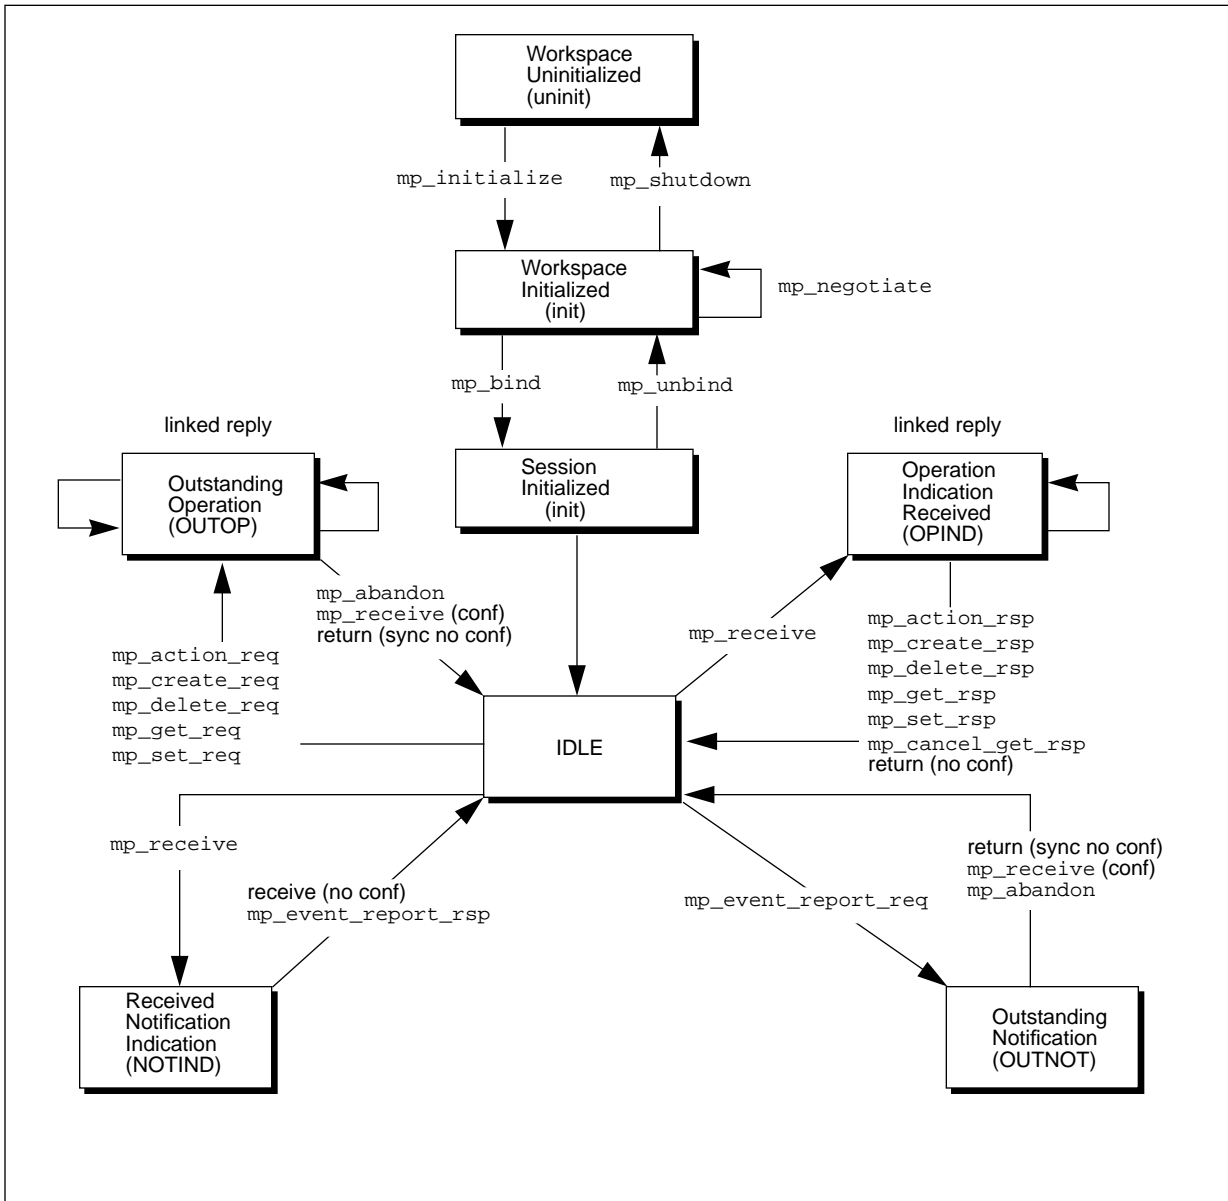 Workspace
Uninitialized
(uninit)
mp_initialize
mp_shutdown
Workspace
Initialized
(init)
mp_negotiate
mp_bind
mp_unbind
linked reply
Outstanding
Operation
(OUTOP)
Session
Initialized
(init)
linked reply
Operation
Indication
Received
(OPIND)
mp_abandon
mp_receive (conf)
return (sync no conf)
mp_receive
mp_action_req
mp_create_req
mp_delete_req
mp_get_req
mp_set_req
mp_action_rsp
mp_create_rsp
mp_delete_rsp
mp_get_rsp
mp_set_rsp
mp_cancel_get_rsp
return (no conf)
IDLE
mp_receive
receive (no conf)
mp_event_report_rsp
mp_event_report_req
return (sync no conf)
mp_receive (conf)
mp_abandon
Received
Notification
Indication
(NOTIND)
Outstanding
Notification
(OUTNOT)